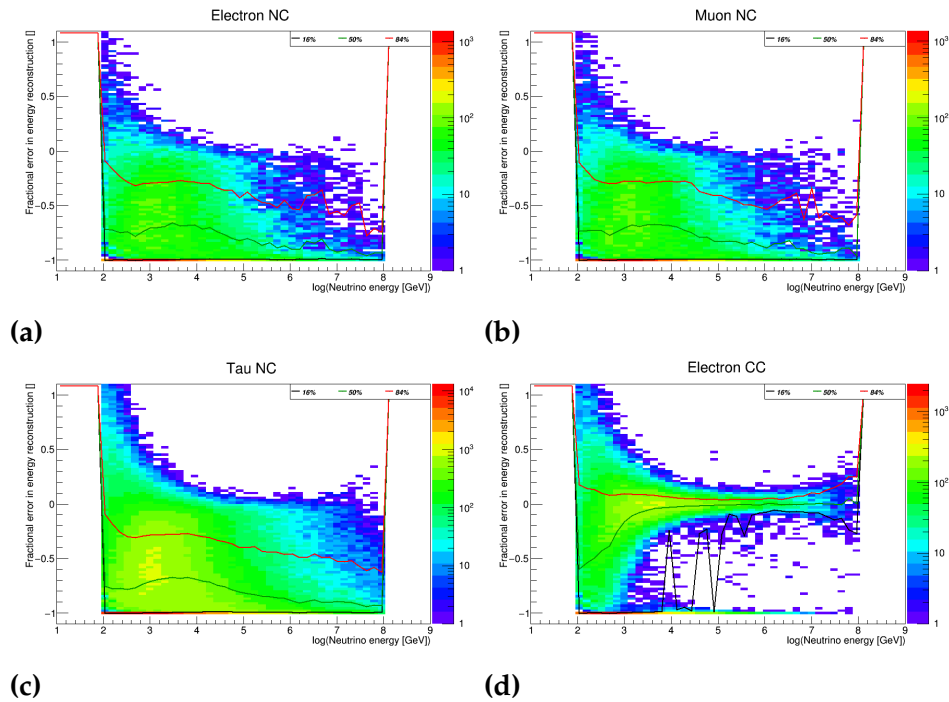 Electron NC
Fractional error in energy reconstruction []
16% 50% 84%
1
0.5
0
−0.5
−1
1 2 3 4 5 6 7 8 9
log(Neutrino energy [GeV])
10³
10²
10
1
(a)
Muon NC
Fractional error in energy reconstruction []
16% 50% 84%
1
0.5
0
−0.5
−1
1 2 3 4 5 6 7 8 9
log(Neutrino energy [GeV])
10³
10²
10
1
(b)
Tau NC
Fractional error in energy reconstruction []
16% 50% 84%
1
0.5
0
−0.5
−1
1 2 3 4 5 6 7 8 9
log(Neutrino energy [GeV])
10⁴
10³
10²
10
1
(c)
Electron CC
Fractional error in energy reconstruction []
16% 50% 84%
1
0.5
0
−0.5
−1
1 2 3 4 5 6 7 8 9
log(Neutrino energy [GeV])
10³
10²
10
1
(d)